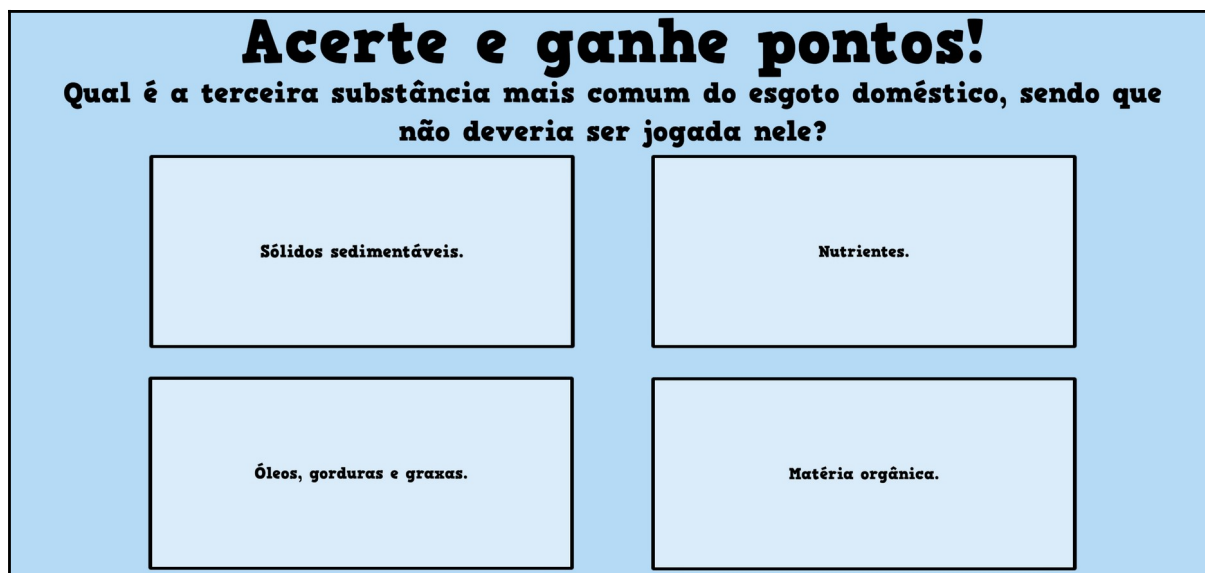 Acerte e ganhe pontos!
Qual é a terceira substância mais comum do esgoto doméstico, sendo que
não deveria ser jogada nele?
Sólidos sedimentáveis.
Nutrientes.
Óleos, gorduras e graxas.
Matéria orgânica.